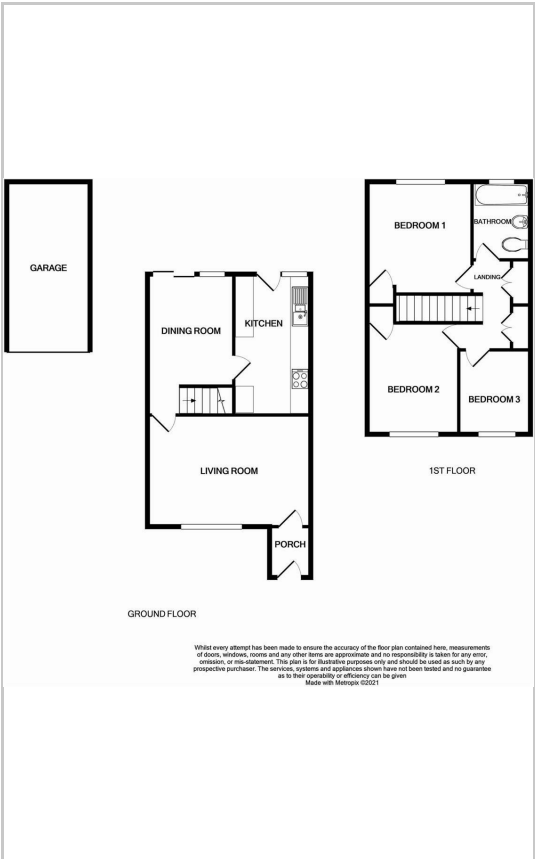 GARAGE
DINING ROOM
KITCHEN
LIVING ROOM
PORCH
GROUND FLOOR
BEDROOM 1
BATHROOM
LANDING
BEDROOM 2
BEDROOM 3
1ST FLOOR
Whilst every attempt has been made to ensure the accuracy of the floor plan contained here, measurements
of doors, windows, rooms and any other items are approximate and no responsibility is taken for any error,
omission, or mis-statement. This plan is for illustrative purposes only and should be used as such by any
prospective purchaser. The services, systems and appliances shown have not been tested and no guarantee
as to their operability or efficiency can be given
Made with Metropix ©2021